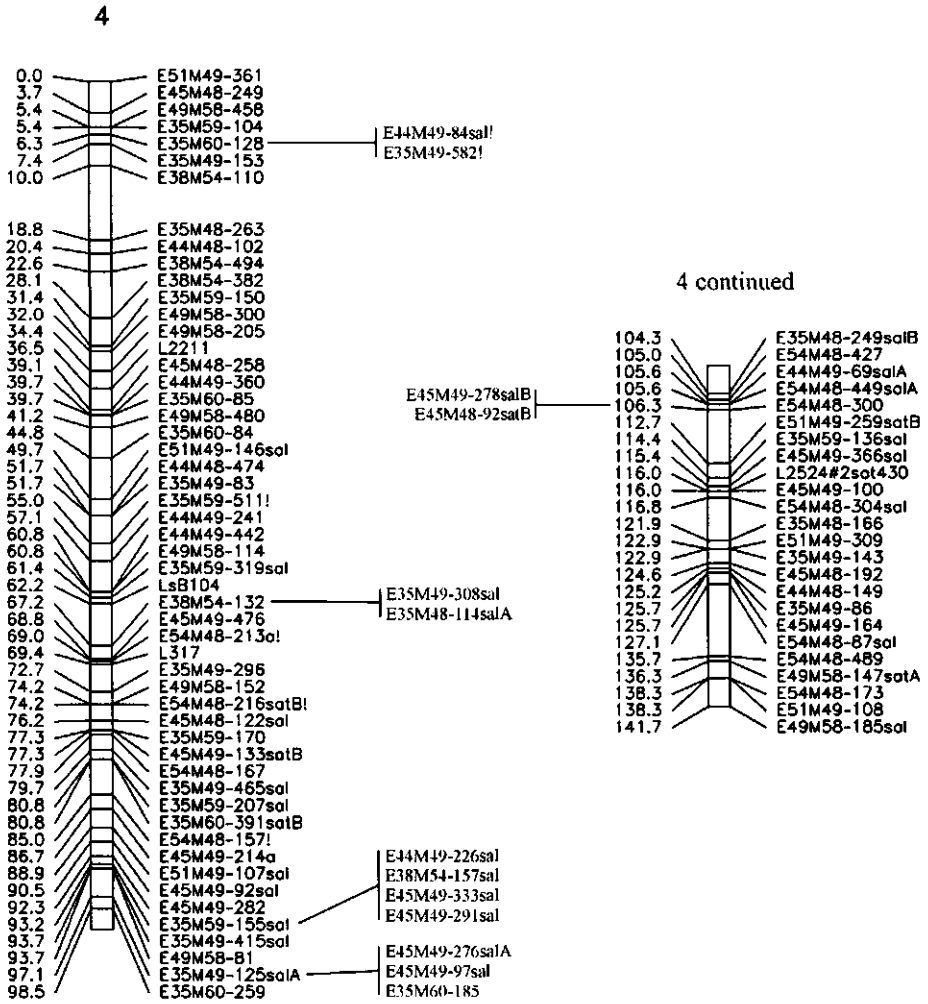 4
0.0 E51M49-361
3.7 E45M48-249
5.4 E49M58-458
5.4 E35M59-104
6.3 E35M60-128
7.4 E35M49-153
10.0 E38M54-110
E44M49-84sal!
E35M49-582!
18.8 E35M48-263
20.4 E44M48-102
22.6 E38M54-494
28.1 E38M54-382
31.4 E35M59-150
32.0 E49M58-300
34.4 E49M58-205
36.5 L2211
39.1 E45M48-258
39.7 E44M49-360
39.7 E35M60-85
41.2 E49M58-480
44.8 E35M60-84
49.7 E51M49-146sal
51.7 E44M48-474
51.7 E35M49-83
55.0 E35M59-511!
57.1 E44M49-241
60.8 E44M49-442
60.8 E49M58-114
61.4 E35M59-319sal
62.2 LsB104
67.2 E38M54-132
68.8 E45M49-476
69.0 E54M48-213a!
69.4 L317
72.7 E35M49-296
74.2 E49M58-152
74.2 E54M48-216satB!
76.2 E45M48-122sal
77.3 E35M59-170
77.3 E45M49-133satB
77.9 E54M48-167
79.7 E35M49-465sal
80.8 E35M59-207sal
80.8 E35M60-391satB
85.0 E54M48-157!
86.7 E45M49-214a
88.9 E51M49-107sal
90.5 E45M49-92sal
92.3 E45M49-282
93.2 E35M59-155sal
93.7 E35M49-415sal
93.7 E49M58-81
97.1 E35M49-125salA
98.5 E35M60-259
E35M49-308sal
E35M48-114salA
E44M49-226sal
E38M54-157sal
E45M49-333sal
E45M49-291sal
E45M49-276salA
E45M49-97sal
E35M60-185
4 continued
104.3 E35M48-249salB
105.0 E54M48-427
105.6 E44M49-69salA
105.6 E54M48-449salA
106.3 E54M48-300
112.7 E51M49-259satB
114.4 E35M59-136sal
115.4 E45M49-366sal
116.0 L2524#2sat430
116.0 E45M49-100
116.8 E54M48-304sal
121.9 E35M48-166
122.9 E51M49-309
122.9 E35M49-143
124.6 E45M48-192
125.2 E44M48-149
125.7 E35M49-86
125.7 E45M49-164
127.1 E54M48-87sal
135.7 E54M48-489
136.3 E49M58-147satA
138.3 E54M48-173
138.3 E51M49-108
141.7 E49M58-185sal
E45M49-278salB
E45M48-92satB